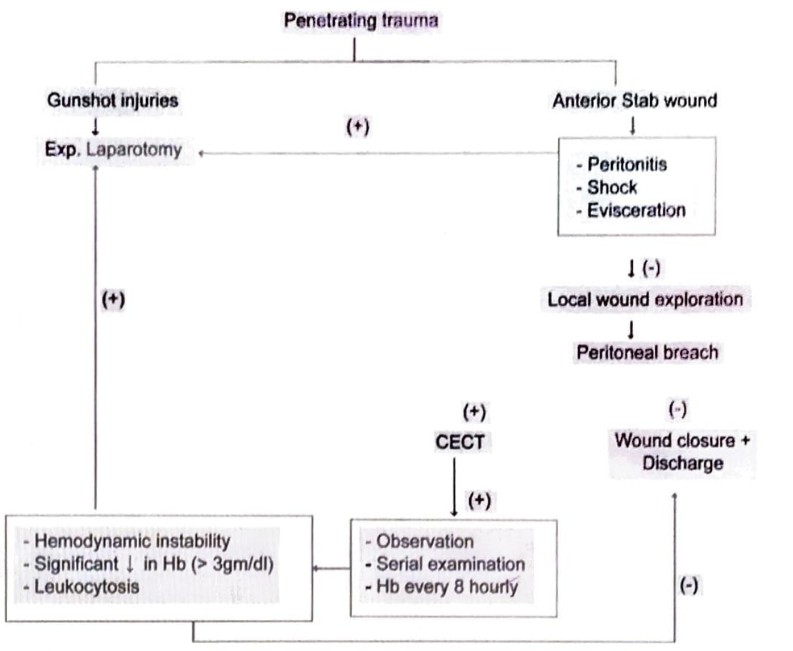 Penetrating trauma
Gunshot injuries
Anterior Stab wound
(+)
Exp. Laparotomy
- Peritonitis
- Shock
- Evisceration
↓ (-)
Local wound exploration
Peritoneal breach
(+)
(+)
(-)
CECT
Wound closure +
Discharge
(+)
- Hemodynamic instability
- Significant ↓ in Hb (> 3gm/dl)
- Leukocytosis
- Observation
- Serial examination
- Hb every 8 hourly
(-)